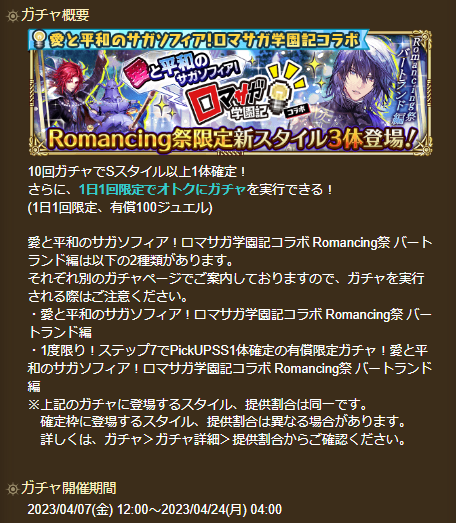 ガチャ概要
愛と平和のサガソフィア!ロマサガ学園記コラボ
愛と平和の
サガソフィア!
ロマサガ
学園記
コラボ
Romancing祭
バートランド編
Romancing祭限定新スタイル3体登場!
10回ガチャでSスタイル以上1体確定！
さらに、1日1回限定でオトクにガチャを実行できる！
(1日1回限定、有償100ジュエル)
愛と平和のサガソフィア！ロマサガ学園記コラボ Romancing祭 バート
ランド編は以下の2種類があります。
それぞれ別のガチャページでご案内しておりますので、ガチャを実行
される際はご注意ください。
・愛と平和のサガソフィア！ロマサガ学園記コラボ Romancing祭 バー
トランド編
・1度限り！ステップ7でPickUPSS1体確定の有償限定ガチャ！愛と平
和のサガソフィア！ロマサガ学園記コラボ Romancing祭 バートランド
編
※上記のガチャに登場するスタイル、提供割合は同一です。
確定枠に登場するスタイル、提供割合は異なる場合があります。
詳しくは、ガチャ＞ガチャ詳細＞提供割合からご確認ください。
ガチャ開催期間
2023/04/07(金) 12:00～2023/04/24(月) 04:00